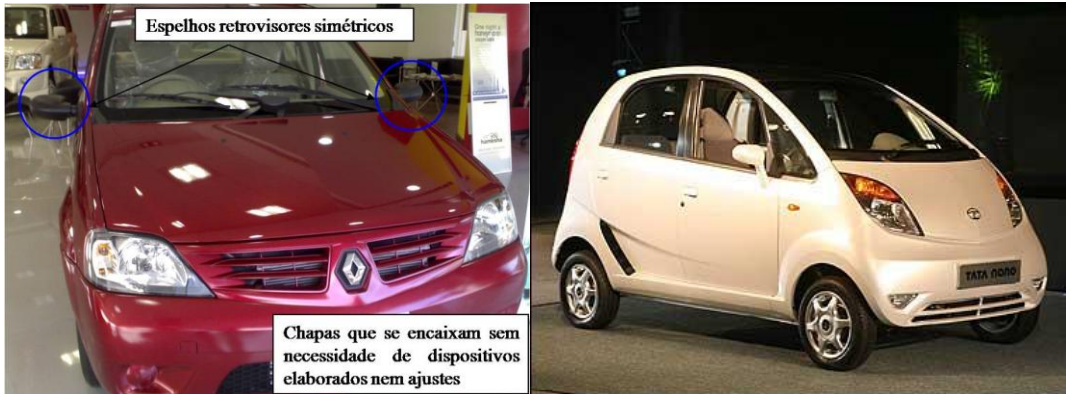 Espelhos retrovisores simétricos
Chapas que se encaixam sem
necessidade de dispositivos
elaborados nem ajustes
TATA nano